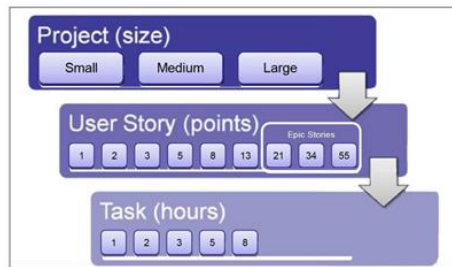 Project (size)
Small Medium Large
User Story (points)
Epic Stories
1 2 3 5 8 13 21 34 55
Task (hours)
1 2 3 5 8